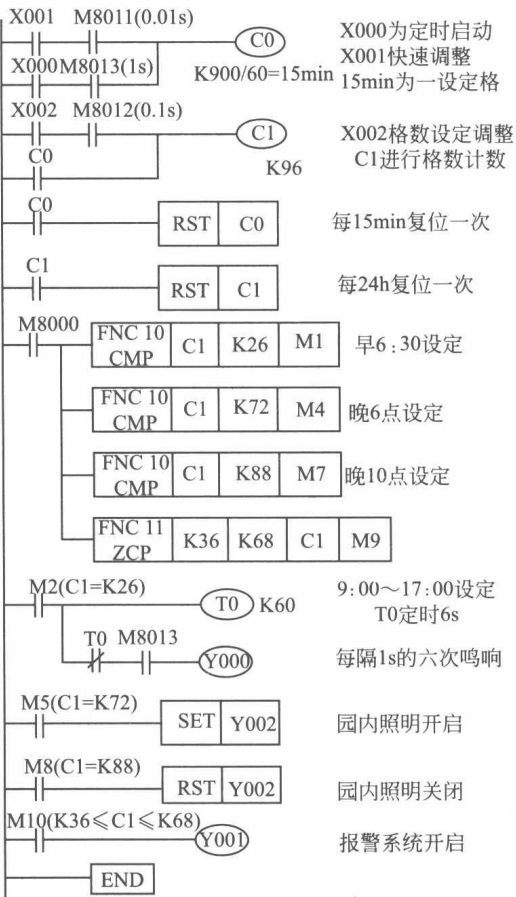 X001 M8011(0.01s)
C0
X000为定时启动
X000 M8013(1s)
K900/60=15min
X001快速调整
15min为一设定格
X002 M8012(0.1s)
C1
X002格数设定调整
C0
K96
C1进行格数计数
C0
RST C0
每15min复位一次
C1
RST C1
每24h复位一次
M8000
FNC 10
CMP C1 K26 M1
早6:30设定
FNC 10
CMP C1 K72 M4
晚6点设定
FNC 10
CMP C1 K88 M7
晚10点设定
FNC 11
ZCP K36 K68 C1 M9
M2(C1=K26)
T0 K60
9:00～17:00设定
T0定时6s
T0 M8013
Y000
每隔1s的六次鸣响
M5(C1=K72)
SET Y002
园内照明开启
M8(C1=K88)
RST Y002
园内照明关闭
M10(K36≤C1≤K68)
Y001
报警系统开启
END